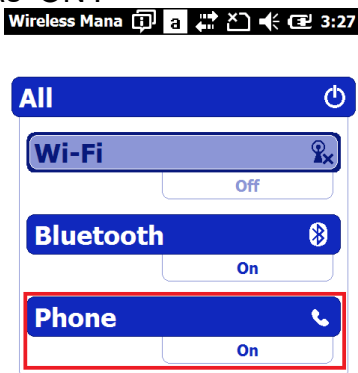 Wireless Mana a 3:27
All
Wi-Fi
Off
Bluetooth
On
Phone
On